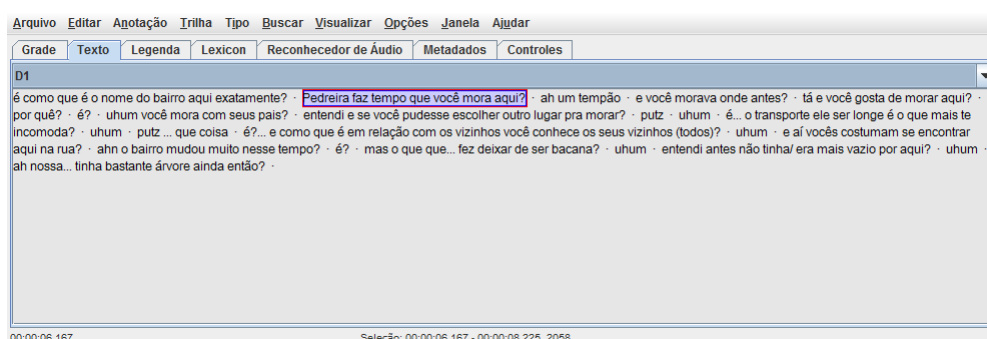 Arquivo Editar Anotação Trilha Tipo Buscar Visualizar Opções Janela Ajudar
Grade Texto Legenda Lexicon Reconhecedor de Áudio Metadados Controles
D1
é como que é o nome do bairro aqui exatamente? · Pedreira faz tempo que você mora aqui? · ah um tempão · e você morava onde antes? · tá e você gosta de morar aqui? ·
por quê? · é? · uhum você mora com seus pais? · entendi e se você pudesse escolher outro lugar pra morar? · putz · uhum · é... o transporte ele ser longe é o que mais te
incomoda? · uhum · putz ... que coisa · é?... e como que é em relação com os vizinhos você conhece os seus vizinhos (todos)? · uhum · e aí vocês costumam se encontrar
aqui na rua? · ahn o bairro mudou muito nesse tempo? · é? · mas o que que... fez deixar de ser bacana? · uhum · entendi antes não tinha/ era mais vazio por aqui? · uhum ·
ah nossa... tinha bastante árvore ainda então? ·
00:00:06.167 Seleção: 00:00:06.167 - 00:00:08.225 2058